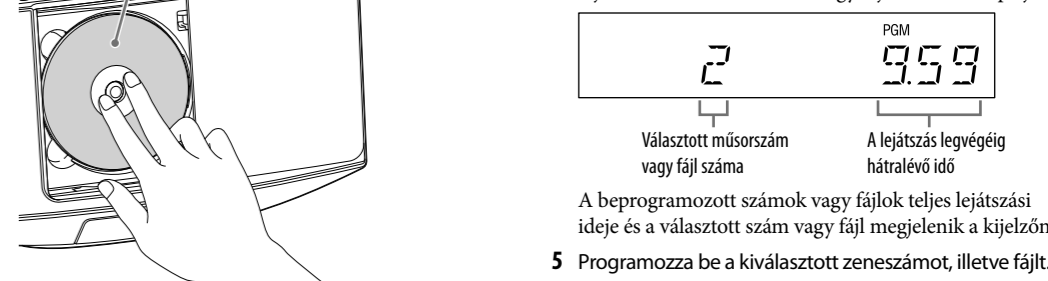 PGM
2 9.59
Választott műsorszám
vagy fájl száma
A lejátszás legvégéig
hátralévő idő
A beprogramozott számok vagy fájlok teljes lejátszási
ideje és a választott szám vagy fájl megjelenik a kijelzőn
5 Programozza be a kiválasztott zeneszámot, illetve fájlt.